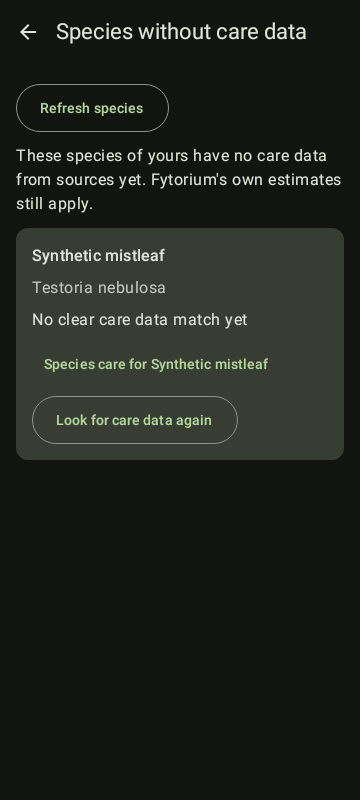 Species without care data
Refresh species
These species of yours have no care data
from sources yet. Fytorium's own estimates
still apply.
Synthetic mistleaf
Testoria nebulosa
No clear care data match yet
Species care for Synthetic mistleaf
Look for care data again